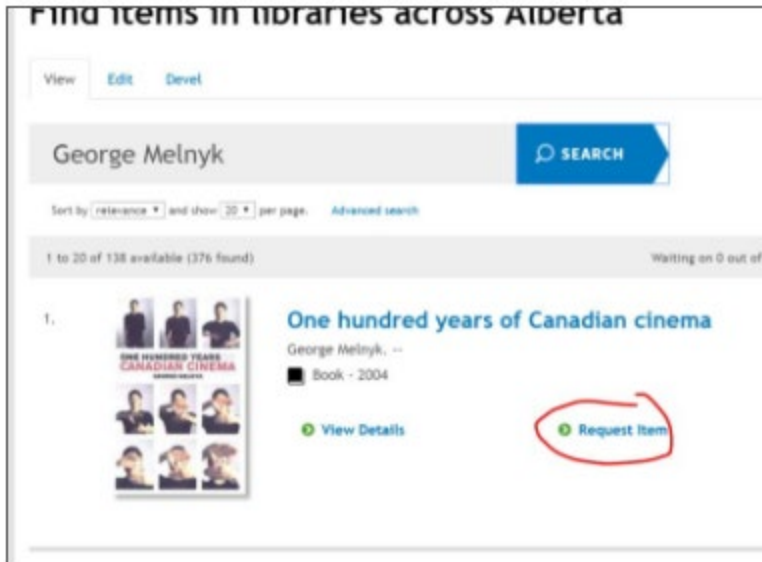 Find items in libraries across Alberta
View Edit Devel
George Melnyk SEARCH
Sort by relevance and show 20 per page. Advanced search
1 to 20 of 138 available (376 found) Waiting on 0 out of
1.
One hundred years of Canadian cinema
George Melnyk, --
Book - 2004
View Details Request Item
ONE HUNDRED YEARS
CANADIAN CINEMA
GEORGE MELNYK